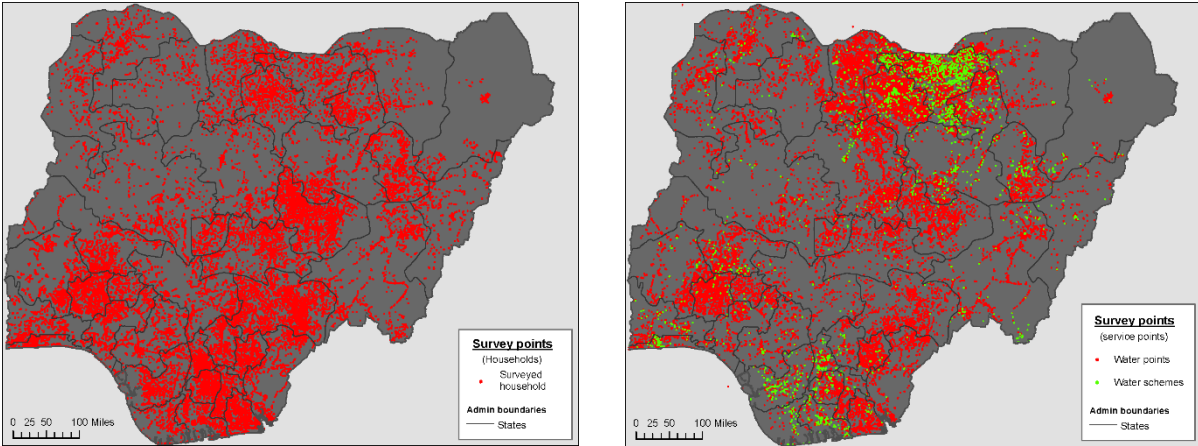 Survey points
(Households)
Surveyed
household
Admin boundaries
States
0 25 50 100 Miles
Survey points
(service points)
Water points
Water schemes
Admin boundaries
States
0 25 50 100 Miles